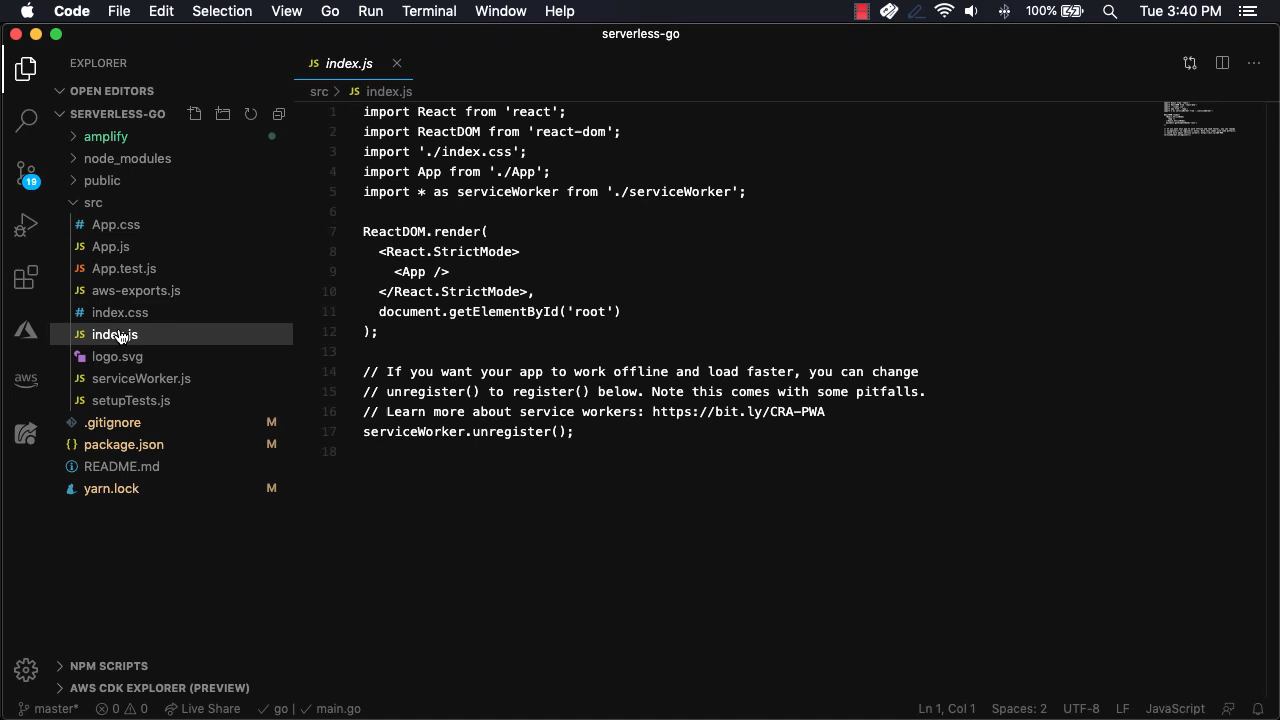 Code File Edit Selection View Go Run Terminal Window Help 100% Tue 3:40 PM
serverless-go
EXPLORER
OPEN EDITORS
SERVERLESS-GO
amplify
node_modules
public
src
# App.css
JS App.js
JS App.test.js
JS aws-exports.js
# index.css
JS index.js
logo.svg
JS serviceWorker.js
JS setupTests.js
.gitignore M
{} package.json M
README.md
yarn.lock M
NPM SCRIPTS
AWS CDK EXPLORER (PREVIEW)
19
aws
JS index.js
src > JS index.js
1 import React from 'react';
2 import ReactDOM from 'react-dom';
3 import './index.css';
4 import App from './App';
5 import * as serviceWorker from './serviceWorker';
6
7 ReactDOM.render(
8 <React.StrictMode>
9 <App />
10 </React.StrictMode>,
11 document.getElementById('root')
12 );
13
14 // If you want your app to work offline and load faster, you can change
15 // unregister() to register() below. Note this comes with some pitfalls.
16 // Learn more about service workers: https://bit.ly/CRA-PWA
17 serviceWorker.unregister();
18
master* 0 0 Live Share go | main.go Ln 1, Col 1 Spaces: 2 UTF-8 LF JavaScript